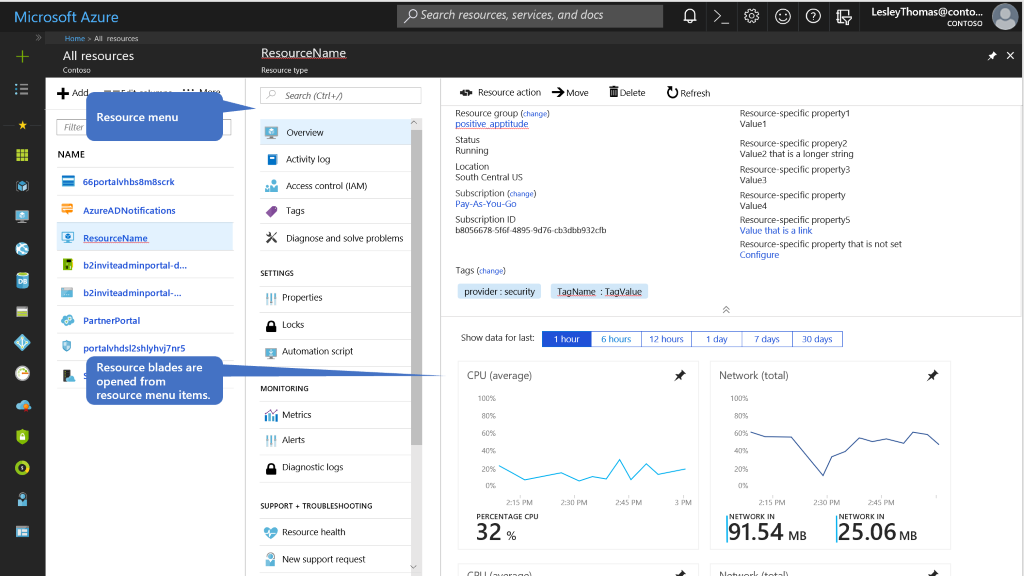 Microsoft Azure
Search resources, services, and docs
LesleyThomas@conto...
CONTOSO
Home > All resources
All resources
Contoso
ResourceName
Resource type
Add
Edit columns
More
Resource menu
Filter
NAME
66portalvhbs8m8scrk
AzureADNotifications
ResourceName
b2inviteadminportal-d...
b2inviteadminportal-...
PartnerPortal
portalvhdsl2shlyhvj7nr5
Resource blades are
opened from
resource menu items.
Search (Ctrl+/)
Overview
Activity log
Access control (IAM)
Tags
Diagnose and solve problems
SETTINGS
Properties
Locks
Automation script
MONITORING
Metrics
Alerts
Diagnostic logs
SUPPORT + TROUBLESHOOTING
Resource health
New support request
Resource action
Move
Delete
Refresh
Resource group (change)
positive_apptitude
Status
Running
Location
South Central US
Subscription (change)
Pay-As-You-Go
Subscription ID
b8056678-5f6f-4895-9d76-cb3dbb932cfb
Resource-specific property1
Value1
Resource-specific propery2
Value2 that is a longer string
Resource-specific property3
Value3
Resource-specific property
Value4
Resource-specific property5
Value that is a link
Resource-specific property that is not set
Configure
Tags (change)
provider : security
TagName : TagValue
Show data for last:
1 hour
6 hours
12 hours
1 day
7 days
30 days
CPU (average)
100%
80%
60%
40%
20%
0%
2:15 PM
2:30 PM
2:45 PM
3 PM
PERCENTAGE CPU
32 %
Network (total)
100%
80%
60%
40%
20%
0%
2:15 PM
2:30 PM
2:45 PM
NETWORK IN
91.54 MB
NETWORK IN
25.06 MB
CPU (average)
Network (total)